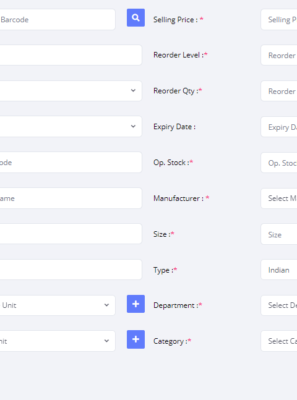 Barcode Selling Price : * Selling P
Reorder Level :* Reorder
Reorder Qty :* Reorder
Expiry Date : Expiry Da
ode Op. Stock :* Op. Stoc
ame Manufacturer : * Select M
Size :* Size
Type :* Indian
Unit Department :* Select De
nit Category :* Select Ca